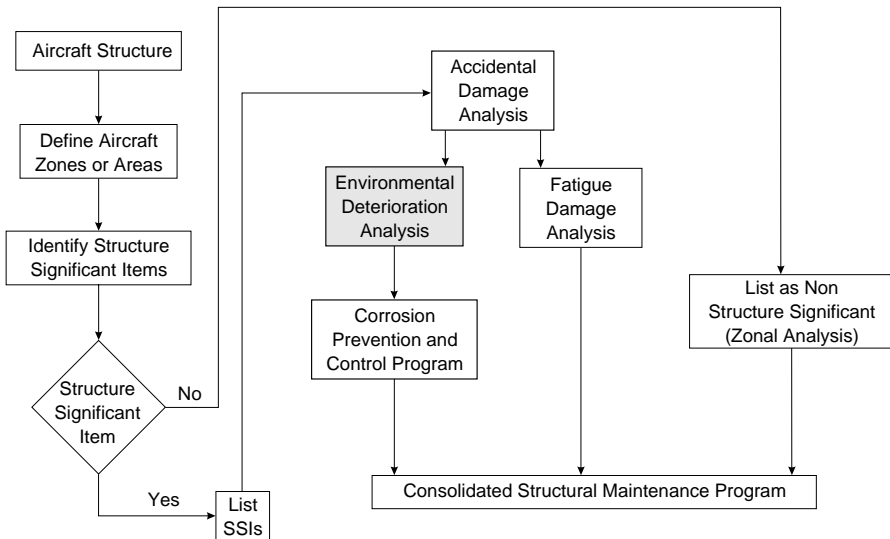 Aircraft Structure
Define Aircraft
Zones or Areas
Identify Structure
Significant Items
Structure
Significant
Item
No
Yes
List
SSIs
Accidental
Damage
Analysis
Environmental
Deterioration
Analysis
Fatigue
Damage
Analysis
Corrosion
Prevention and
Control Program
List as Non
Structure Significant
(Zonal Analysis)
Consolidated Structural Maintenance Program